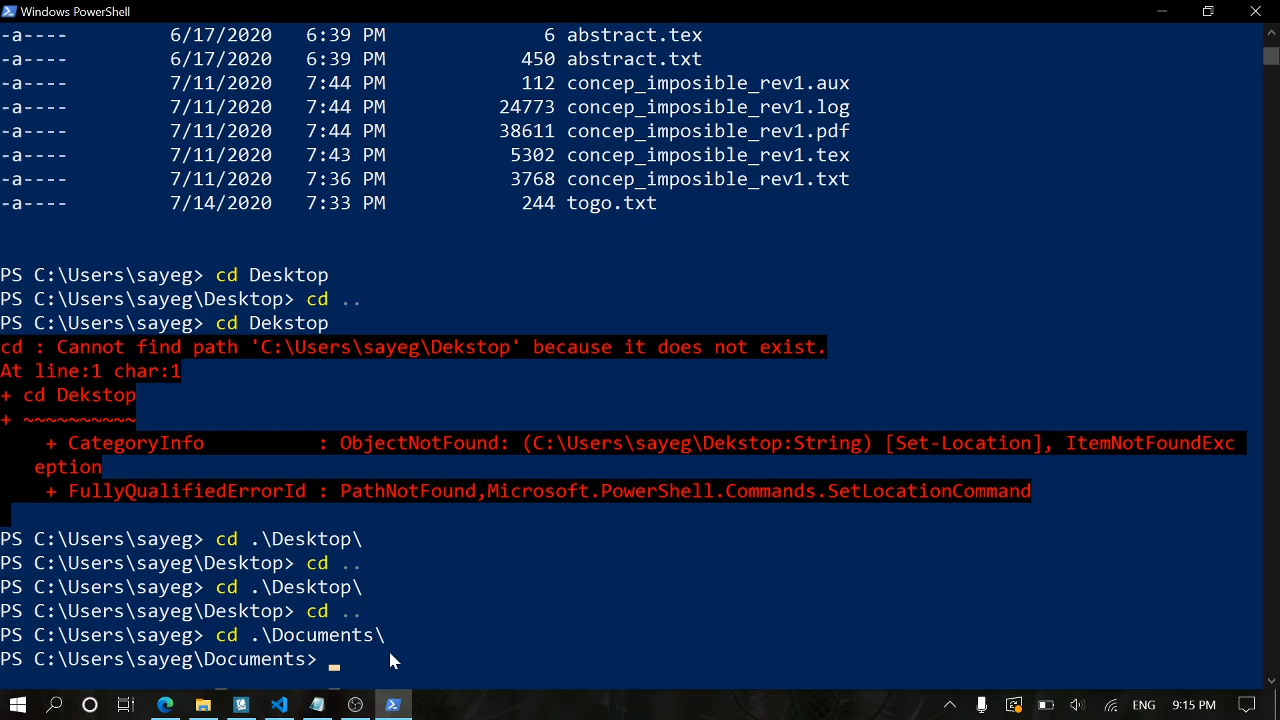 Windows PowerShell
-a---- 6/17/2020 6:39 PM 6 abstract.tex
-a---- 6/17/2020 6:39 PM 450 abstract.txt
-a---- 7/11/2020 7:44 PM 112 concep_imposible_rev1.aux
-a---- 7/11/2020 7:44 PM 24773 concep_imposible_rev1.log
-a---- 7/11/2020 7:44 PM 38611 concep_imposible_rev1.pdf
-a---- 7/11/2020 7:43 PM 5302 concep_imposible_rev1.tex
-a---- 7/11/2020 7:36 PM 3768 concep_imposible_rev1.txt
-a---- 7/14/2020 7:33 PM 244 togo.txt
PS C:\Users\sayeg> cd Desktop
PS C:\Users\sayeg\Desktop> cd ..
PS C:\Users\sayeg> cd Dekstop
cd : Cannot find path 'C:\Users\sayeg\Dekstop' because it does not exist.
At line:1 char:1
+ cd Dekstop
+ ~~~~~~~~~~
+ CategoryInfo : ObjectNotFound: (C:\Users\sayeg\Dekstop:String) [Set-Location], ItemNotFoundExc
eption
+ FullyQualifiedErrorId : PathNotFound,Microsoft.PowerShell.Commands.SetLocationCommand
PS C:\Users\sayeg> cd .\Desktop\
PS C:\Users\sayeg\Desktop> cd ..
PS C:\Users\sayeg> cd .\Desktop\
PS C:\Users\sayeg\Desktop> cd ..
PS C:\Users\sayeg> cd .\Documents\
PS C:\Users\sayeg\Documents>
ENG 9:15 PM